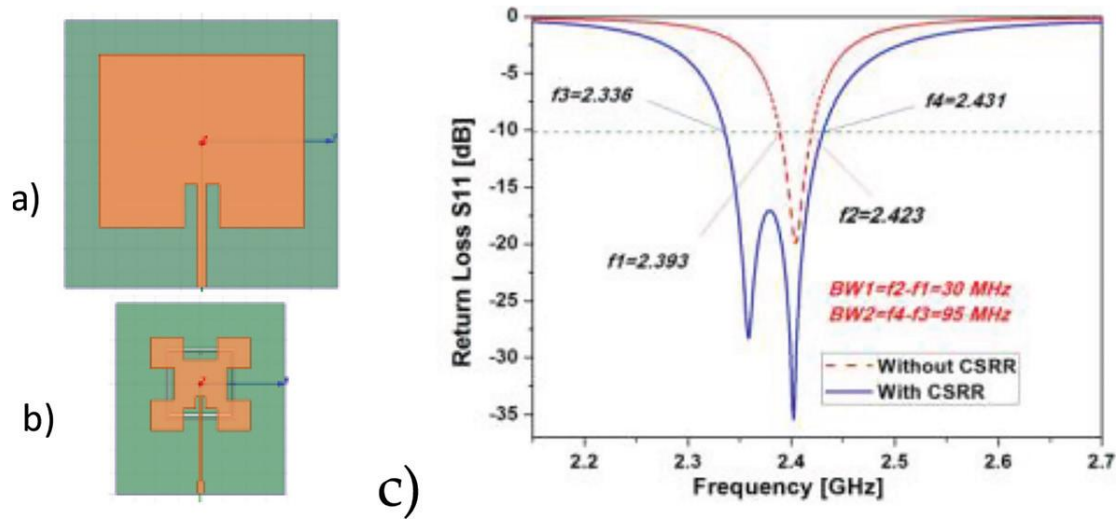 a)
b)
c)
Return Loss S11 [dB]
0
-5
-10
-15
-20
-25
-30
-35
f3=2.336
f4=2.431
f1=2.393
f2=2.423
BW1=f2-f1=30 MHz
BW2=f4-f3=95 MHz
Without CSRR
With CSRR
2.2 2.3 2.4 2.5 2.6 2.7
Frequency [GHz]